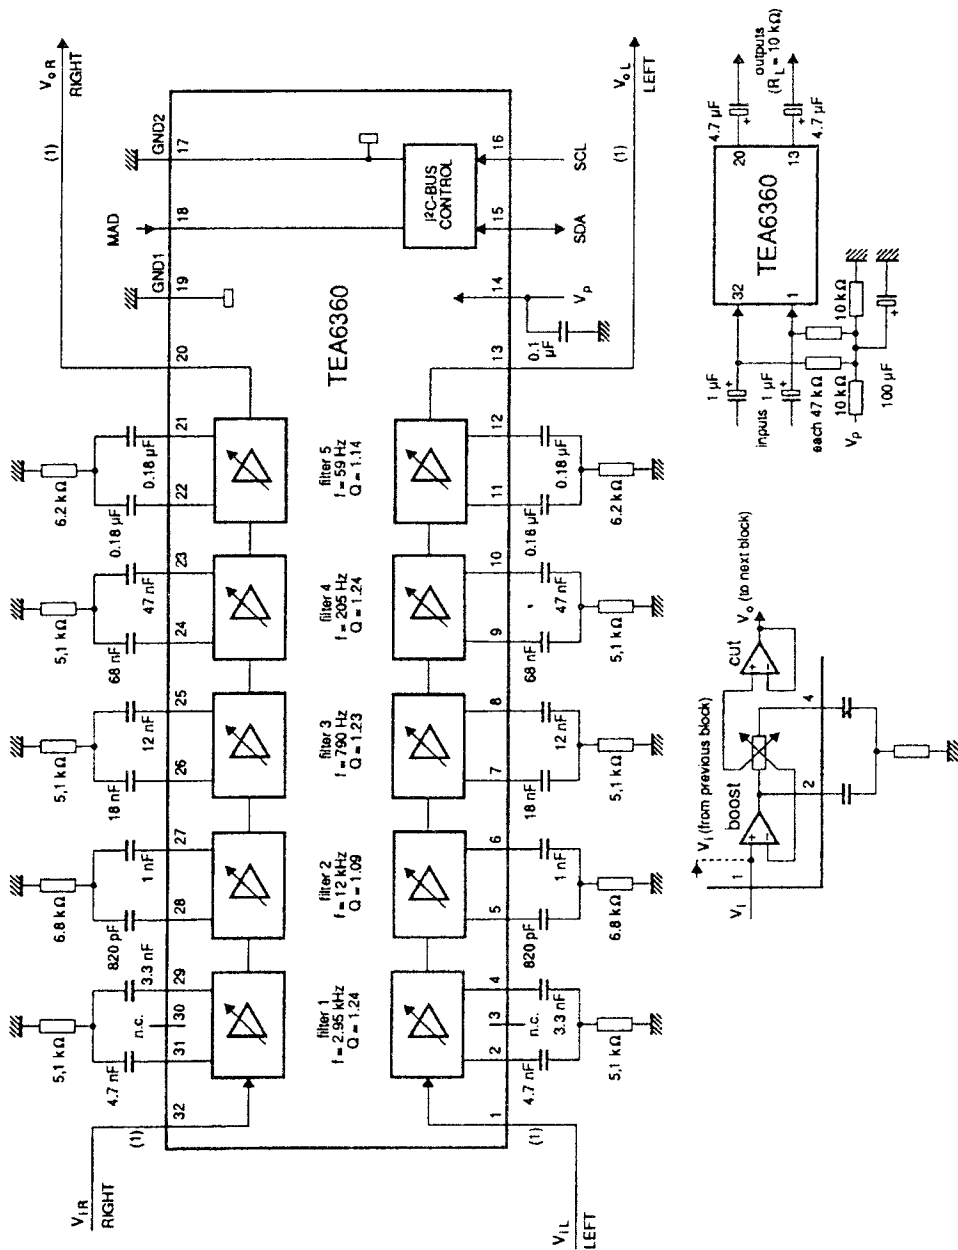 V i R
RIGHT
(1)
32
5,1 kΩ
4.7 nF
n.c.
3.3 nF
31
30
29
6.8 kΩ
820 pF
1 nF
28
27
5,1 kΩ
18 nF
12 nF
26
25
5,1 kΩ
68 nF
47 nF
24
23
6.2 kΩ
0.18 µF
0.18 µF
22
21
20
GND1
19
MAD
18
GND2
17
(1)
V o R
RIGHT
filter 1
f = 2.95 kHz
Q = 1.24
filter 2
f = 12 kHz
Q = 1.09
filter 3
f = 790 Hz
Q = 1.23
filter 4
f = 205 Hz
Q = 1.24
filter 5
f = 59 Hz
Q = 1.14
TEA6360
I²C-BUS
CONTROL
V i L
LEFT
(1)
1
2
3
4
4.7 nF
n.c.
3.3 nF
5,1 kΩ
5
6
820 pF
1 nF
6.8 kΩ
7
8
18 nF
12 nF
5,1 kΩ
9
10
68 nF
47 nF
5,1 kΩ
11
12
0.18 µF
0.18 µF
6.2 kΩ
13
0.1
µF
14
V P
15
SDA
16
SCL
(1)
V o L
LEFT
V i (from previous block)
V i
1
boost
+
−
2
4
cut
+
−
V o (to next block)
1 µF
+
inputs
1 µF
+
each 47 kΩ
V P
10 kΩ
10 kΩ
100 µF
+
32
1
TEA6360
20
13
4.7 µF
+
+
4.7 µF
outputs
(R L = 10 kΩ)